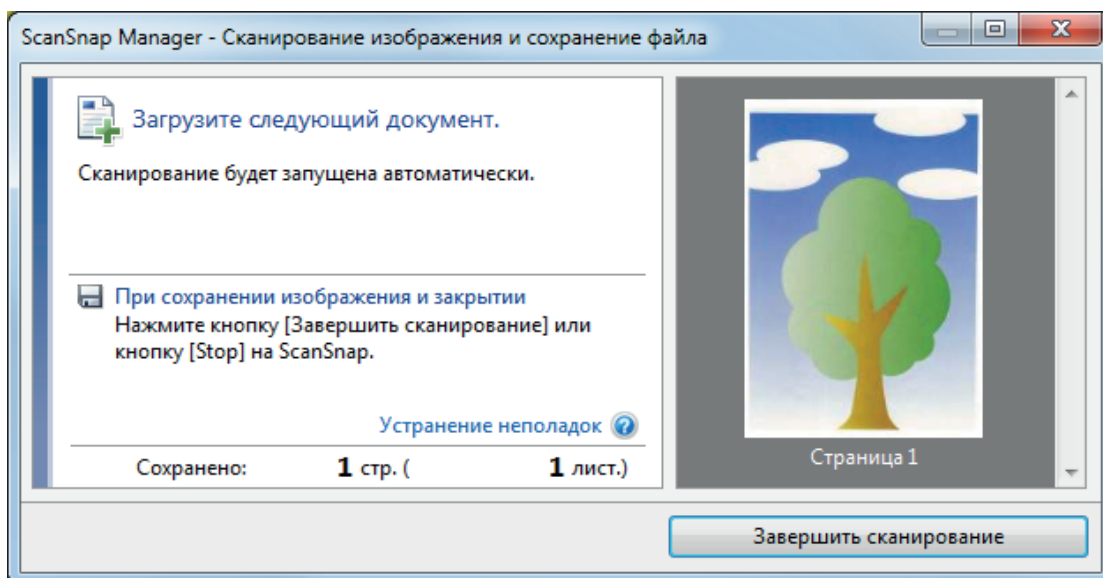 ScanSnap Manager - Сканирование изображения и сохранение файла
Загрузите следующий документ.
Сканирование будет запущена автоматически.
При сохранении изображения и закрытии
Нажмите кнопку [Завершить сканирование] или
кнопку [Stop] на ScanSnap.
Устранение неполадок
Сохранено: 1 стр. ( 1 лист.)
Страница 1
Завершить сканирование